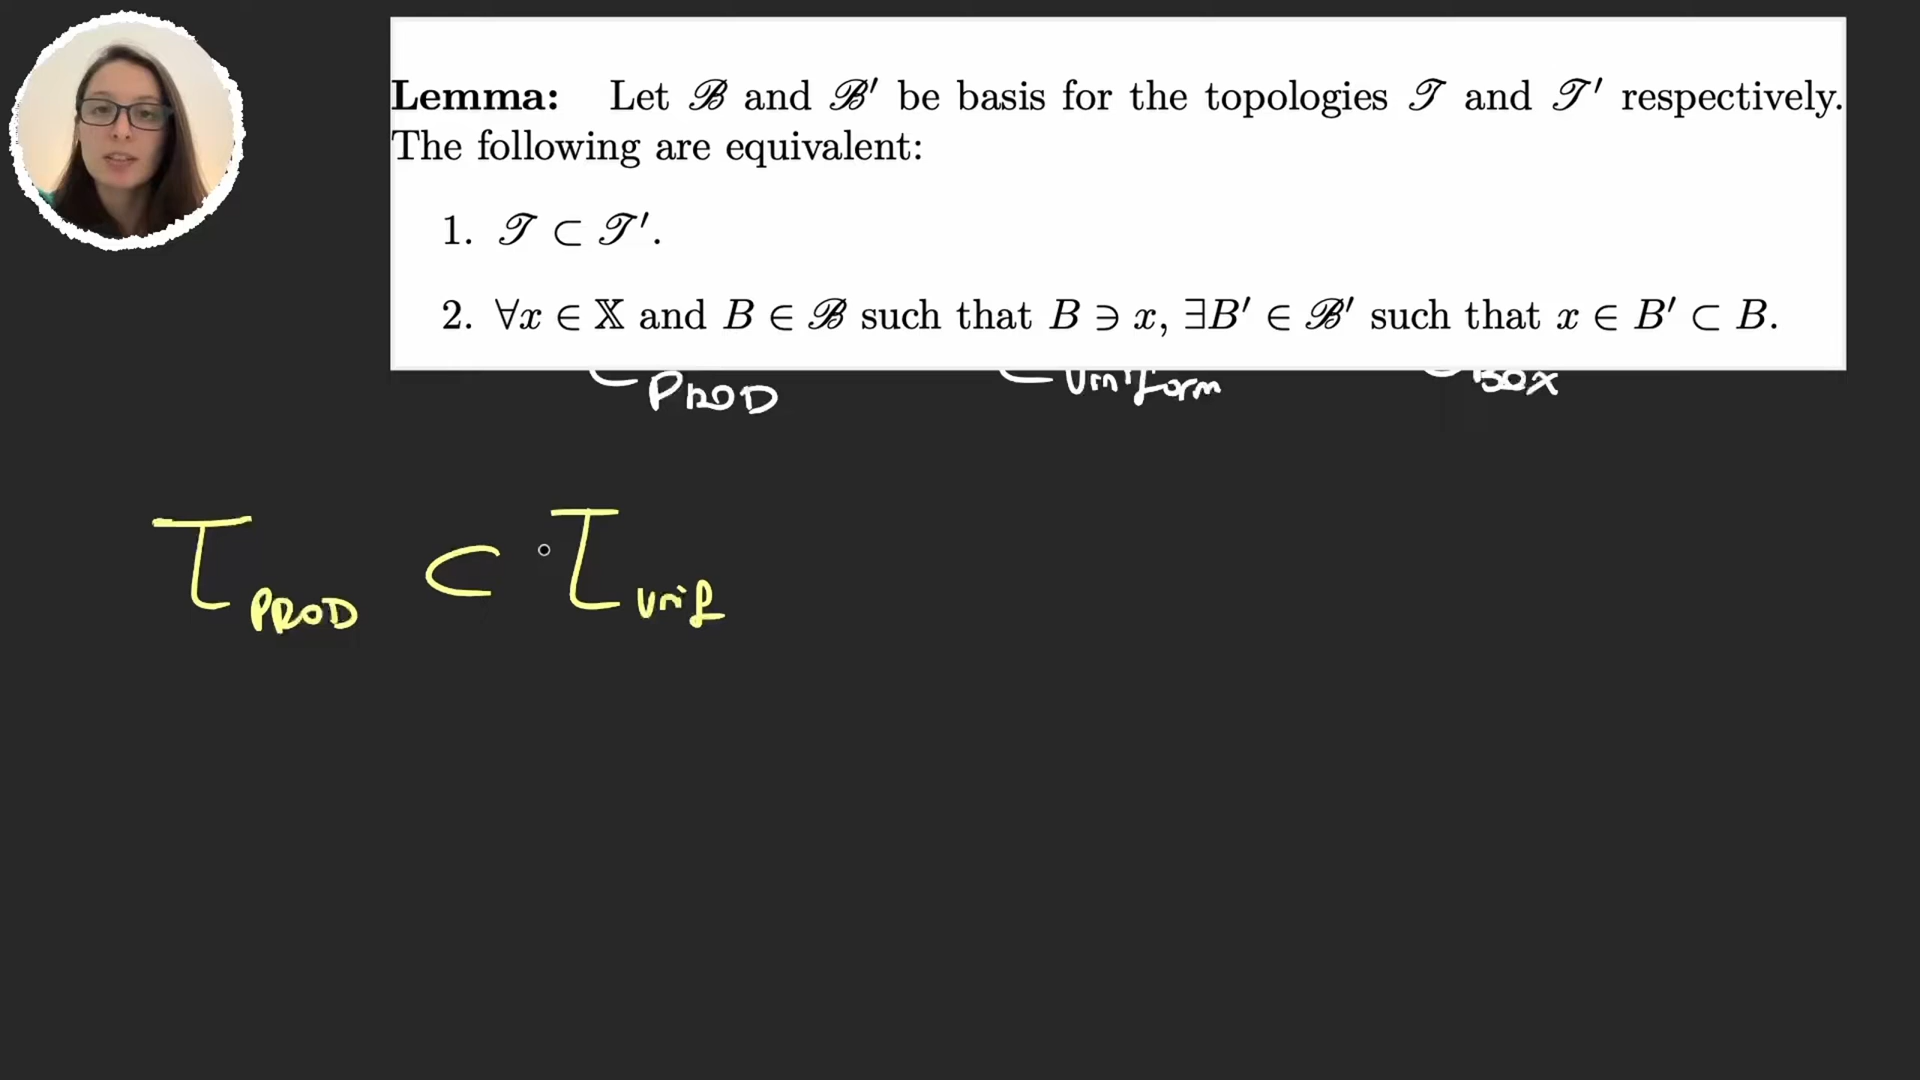 Lemma: Let ℬ and ℬ′ be basis for the topologies 𝒯 and 𝒯′ respectively.
The following are equivalent:
1. 𝒯 ⊂ 𝒯′.
2. ∀x ∈ 𝕏 and B ∈ ℬ such that B ∋ x, ∃B′ ∈ ℬ′ such that x ∈ B′ ⊂ B.
PROD Uniform Box
τ PROD ⊂ τ unif